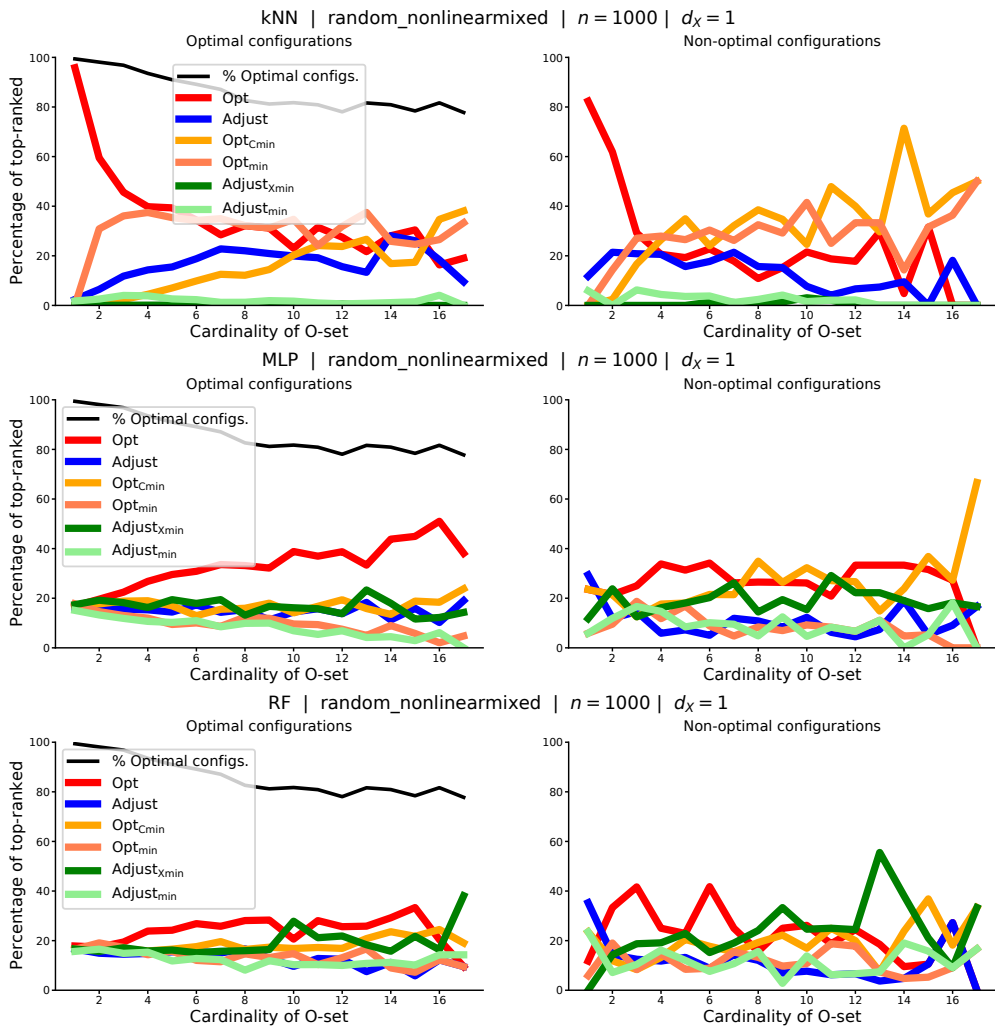 kNN | random_nonlinearmixed | n = 1000 | d_X = 1
Optimal configurations
Non-optimal configurations
Percentage of top-ranked
100
80
60
40
20
0
% Optimal configs.
Opt
Adjust
Opt_Cmin
Opt_min
Adjust_Xmin
Adjust_min
2 4 6 8 10 12 14 16
Cardinality of O-set
100
80
60
40
20
0
2 4 6 8 10 12 14 16
Cardinality of O-set
MLP | random_nonlinearmixed | n = 1000 | d_X = 1
Optimal configurations
Non-optimal configurations
Percentage of top-ranked
100
80
60
40
20
0
% Optimal configs.
Opt
Adjust
Opt_Cmin
Opt_min
Adjust_Xmin
Adjust_min
2 4 6 8 10 12 14 16
Cardinality of O-set
100
80
60
40
20
0
2 4 6 8 10 12 14 16
Cardinality of O-set
RF | random_nonlinearmixed | n = 1000 | d_X = 1
Optimal configurations
Non-optimal configurations
Percentage of top-ranked
100
80
60
40
20
0
% Optimal configs.
Opt
Adjust
Opt_Cmin
Opt_min
Adjust_Xmin
Adjust_min
2 4 6 8 10 12 14 16
Cardinality of O-set
100
80
60
40
20
0
2 4 6 8 10 12 14 16
Cardinality of O-set